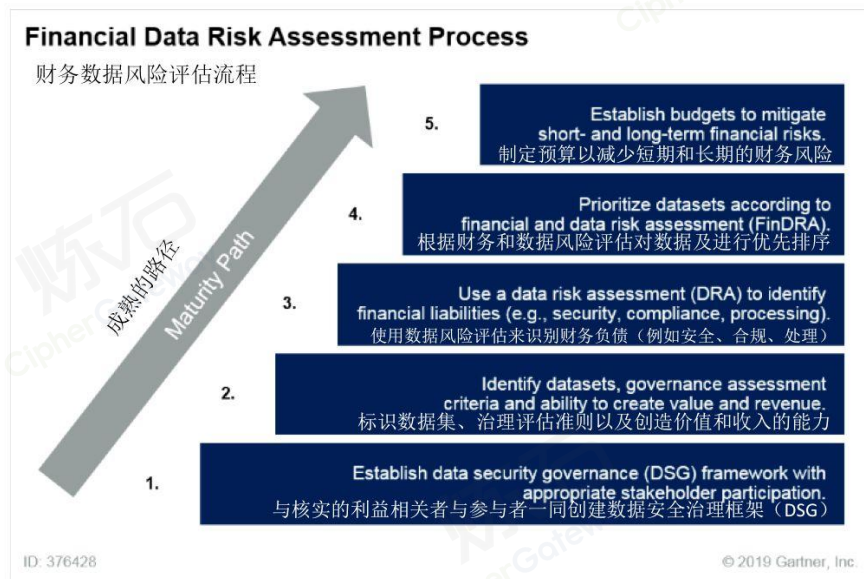 Financial Data Risk Assessment Process
财务数据风险评估流程
5.
Establish budgets to mitigate
short- and long-term financial risks.
制定预算以减少短期和长期的财务风险
4.
Prioritize datasets according to
financial and data risk assessment (FinDRA).
根据财务和数据风险评估对数据及进行优先排序
成熟的路径
Maturity Path
3.
Use a data risk assessment (DRA) to identify
financial liabilities (e.g., security, compliance, processing).
使用数据风险评估来识别财务负债（例如安全、合规、处理）
2.
Identify datasets, governance assessment
criteria and ability to create value and revenue.
标识数据集、治理评估准则以及创造价值和收入的能力
1.
Establish data security governance (DSG) framework with
appropriate stakeholder participation.
与核实的利益相关者与参与者一同创建数据安全治理框架（DSG）
ID: 376428
© 2019 Gartner, Inc.
炼石
CipherGateway